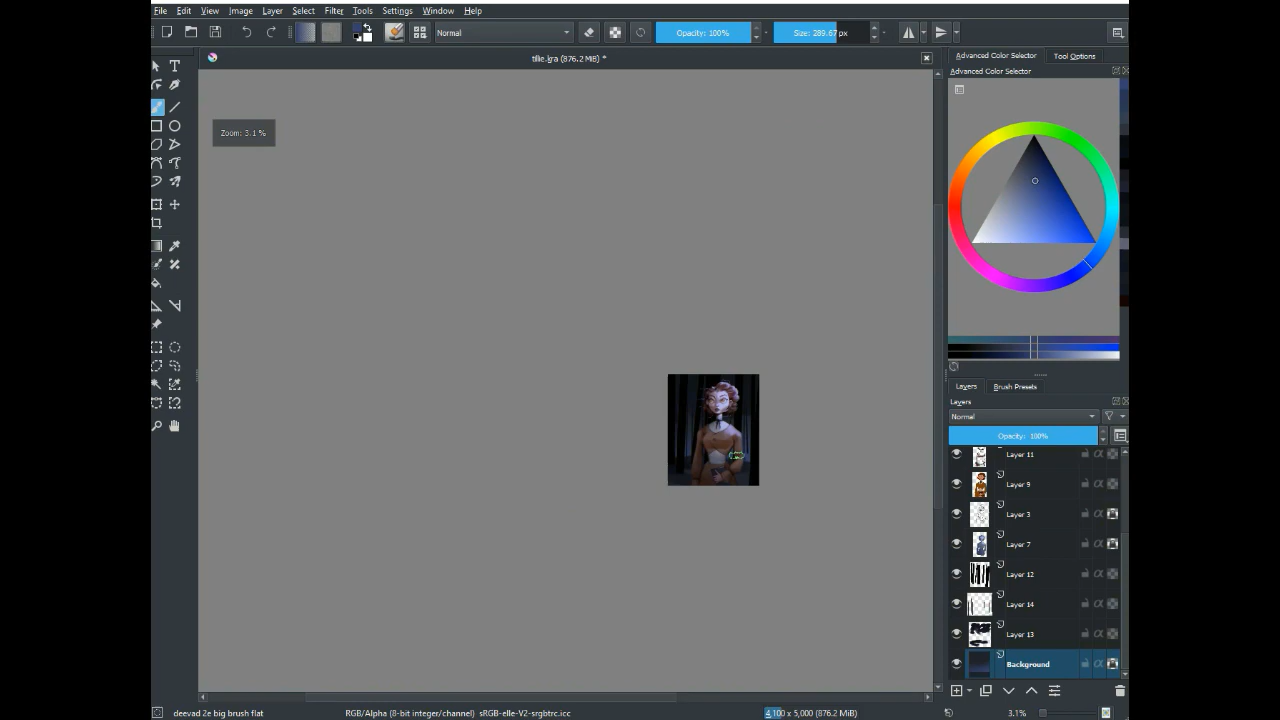 File Edit View Image Layer Select Filter Tools Settings Window Help
Normal
Opacity: 100%
Size: 289.67 px
tillie.kra (876.2 MiB) *
Advanced Color Selector
Tool Options
Advanced Color Selector
Zoom: 3.1 %
Layers
Brush Presets
Layers
Normal
Opacity: 100%
Layer 11
Layer 9
Layer 3
Layer 7
Layer 12
Layer 14
Layer 13
Background
deevad 2e big brush flat
RGB/Alpha (8-bit integer/channel) sRGB-elle-V2-srgbtrc.icc
4,100 x 5,000 (876.2 MiB)
3.1%